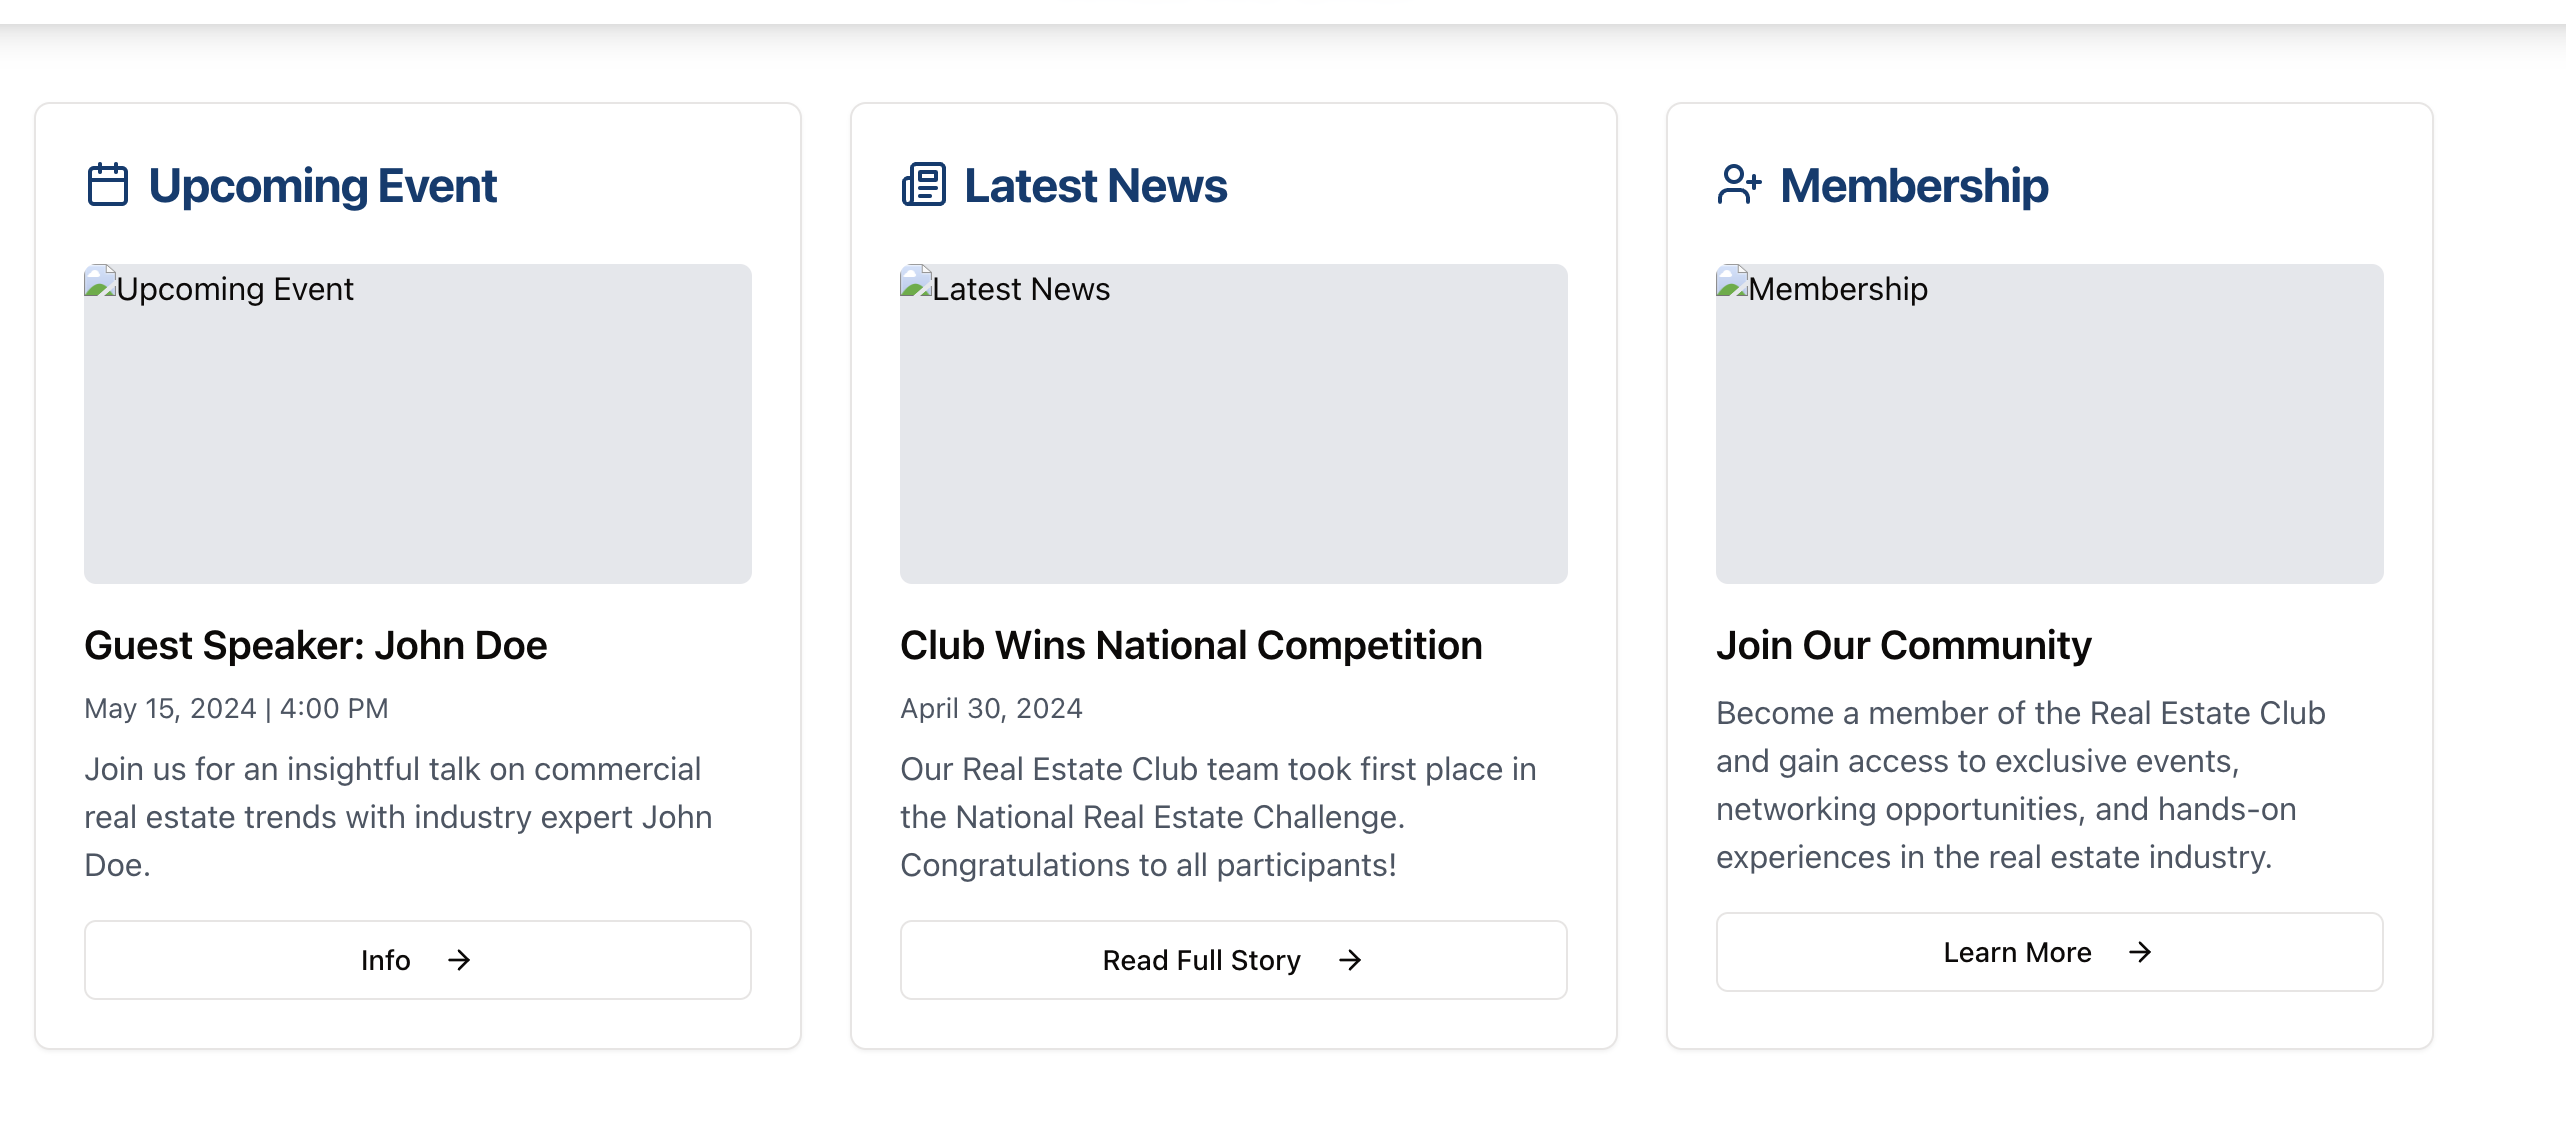 Upcoming Event
Upcoming Event
Guest Speaker: John Doe
May 15, 2024 | 4:00 PM
Join us for an insightful talk on commercial
real estate trends with industry expert John
Doe.
Info
Latest News
Latest News
Club Wins National Competition
April 30, 2024
Our Real Estate Club team took first place in
the National Real Estate Challenge.
Congratulations to all participants!
Read Full Story
Membership
Membership
Join Our Community
Become a member of the Real Estate Club
and gain access to exclusive events,
networking opportunities, and hands-on
experiences in the real estate industry.
Learn More